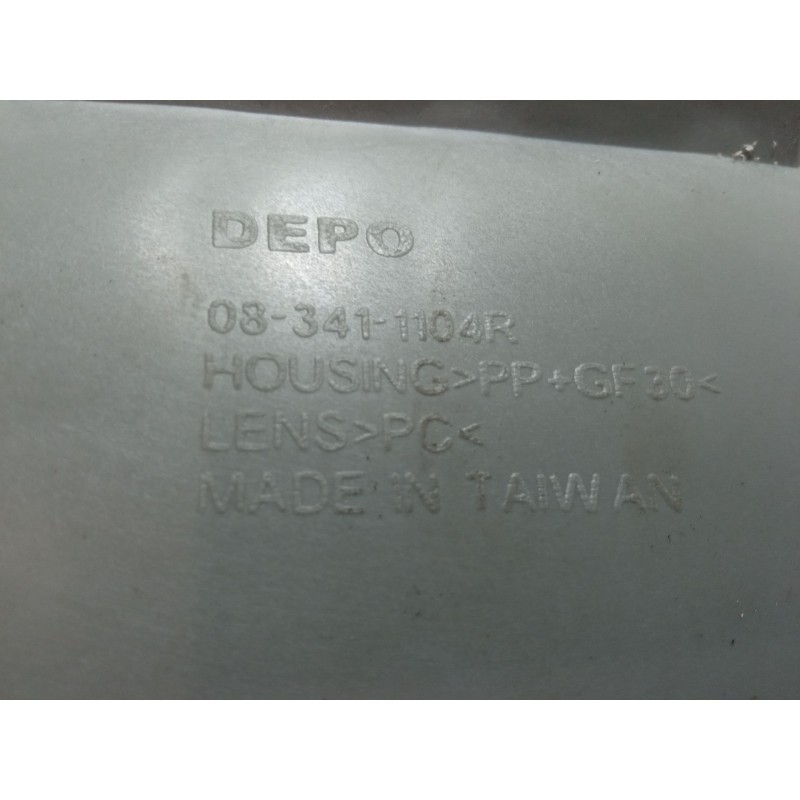 DEPO
08-341-1104R
HOUSING>PP+GF30<
LENS>PC<
MADE IN TAIWAN